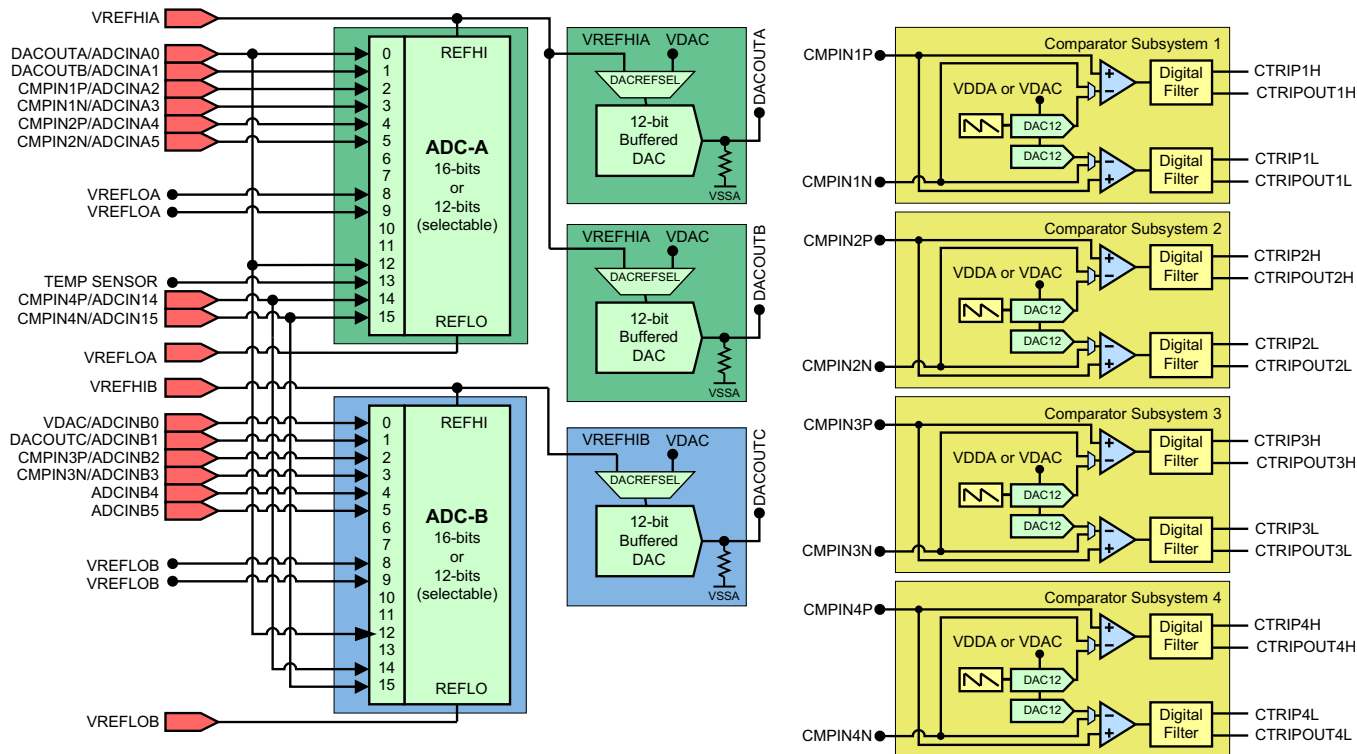 VREFHIA
DACOUTA/ADCINA0
DACOUTB/ADCINA1
CMPIN1P/ADCINA2
CMPIN1N/ADCINA3
CMPIN2P/ADCINA4
CMPIN2N/ADCINA5
VREFLOA
VREFLOA
TEMP SENSOR
CMPIN4P/ADCIN14
CMPIN4N/ADCIN15
VREFLOA
REFHI
0
1
2
3
4
5
6
7
8
9
10
11
12
13
14
15
ADC-A
16-bits
or
12-bits
(selectable)
REFLO
VREFHIB
VDAC/ADCINB0
DACOUTC/ADCINB1
CMPIN3P/ADCINB2
CMPIN3N/ADCINB3
ADCINB4
ADCINB5
VREFLOB
VREFLOB
VREFLOB
REFHI
0
1
2
3
4
5
6
7
8
9
10
11
12
13
14
15
ADC-B
16-bits
or
12-bits
(selectable)
REFLO
VREFHIA VDAC
DACREFSEL
12-bit
Buffered
DAC
VSSA
DACOUTA
VREFHIA VDAC
DACREFSEL
12-bit
Buffered
DAC
VSSA
DACOUTB
VREFHIB VDAC
DACREFSEL
12-bit
Buffered
DAC
VSSA
DACOUTC
CMPIN1P
CMPIN1N
Comparator Subsystem 1
VDDA or VDAC
DAC12
DAC12
Digital
Filter
Digital
Filter
CTRIP1H
CTRIPOUT1H
CTRIP1L
CTRIPOUT1L
CMPIN2P
CMPIN2N
Comparator Subsystem 2
VDDA or VDAC
DAC12
DAC12
Digital
Filter
Digital
Filter
CTRIP2H
CTRIPOUT2H
CTRIP2L
CTRIPOUT2L
CMPIN3P
CMPIN3N
Comparator Subsystem 3
VDDA or VDAC
DAC12
DAC12
Digital
Filter
Digital
Filter
CTRIP3H
CTRIPOUT3H
CTRIP3L
CTRIPOUT3L
CMPIN4P
CMPIN4N
Comparator Subsystem 4
VDDA or VDAC
DAC12
DAC12
Digital
Filter
Digital
Filter
CTRIP4H
CTRIPOUT4H
CTRIP4L
CTRIPOUT4L